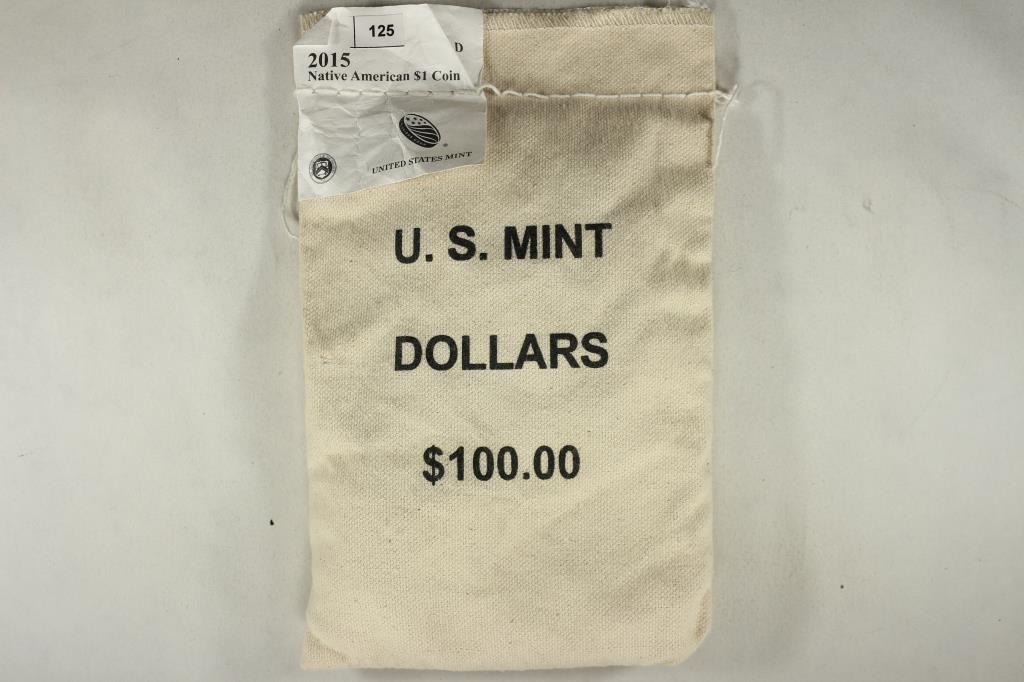 125
D
2015
Native American $1 Coin
UNITED STATES MINT
U. S. MINT
DOLLARS
$100.00